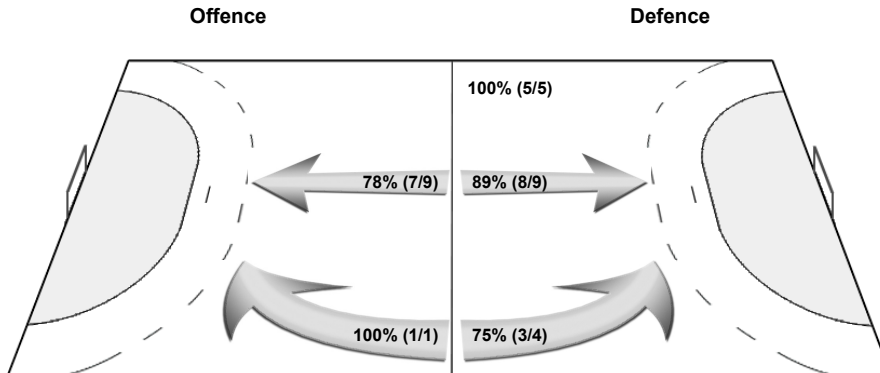 Offence
Defence
100% (5/5)
78% (7/9)
89% (8/9)
100% (1/1)
75% (3/4)